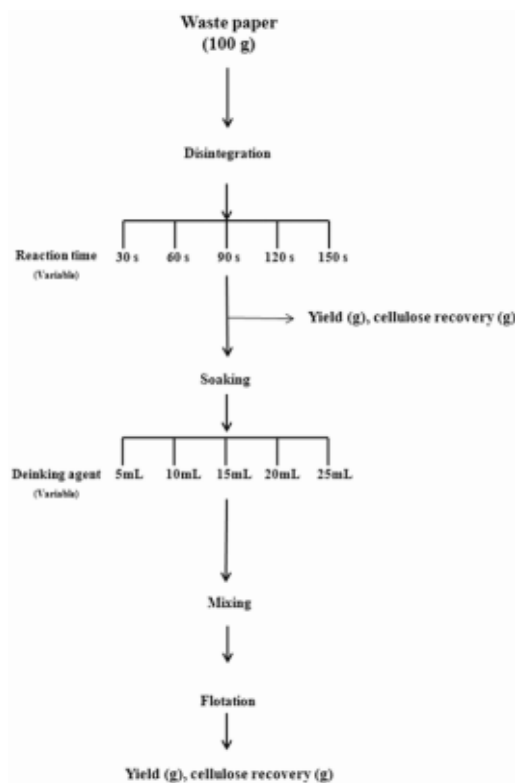 Waste paper
(100 g)
Disintegration
Reaction time 30 s 60 s 90 s 120 s 150 s
(Variable)
Yield (g), cellulose recovery (g)
Soaking
Deinking agent 5mL 10mL 15mL 20mL 25mL
(Variable)
Mixing
Flotation
Yield (g), cellulose recovery (g)